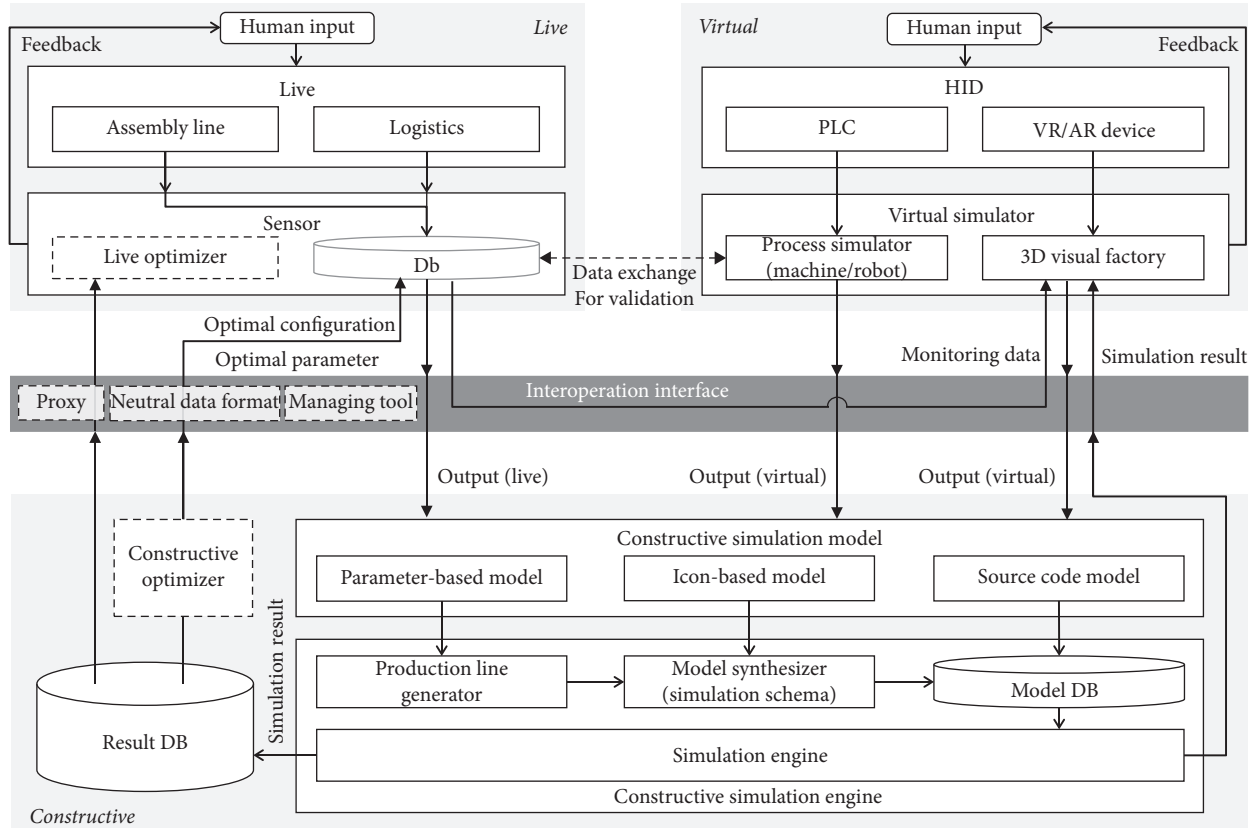 Human input
Live
Feedback
Live
Assembly line
Logistics
Sensor
Live optimizer
Db
Data exchange
For validation
Optimal configuration
Optimal parameter
Virtual
Human input
Feedback
HID
PLC
VR/AR device
Virtual simulator
Process simulator
(machine/robot)
3D visual factory
Monitoring data
Simulation result
Interoperation interface
Proxy
Neutral data format
Managing tool
Output (live)
Output (virtual)
Output (virtual)
Constructive
optimizer
Constructive simulation model
Parameter-based model
Icon-based model
Source code model
Simulation result
Production line
generator
Model synthesizer
(simulation schema)
Model DB
Result DB
Simulation engine
Constructive simulation engine
Constructive